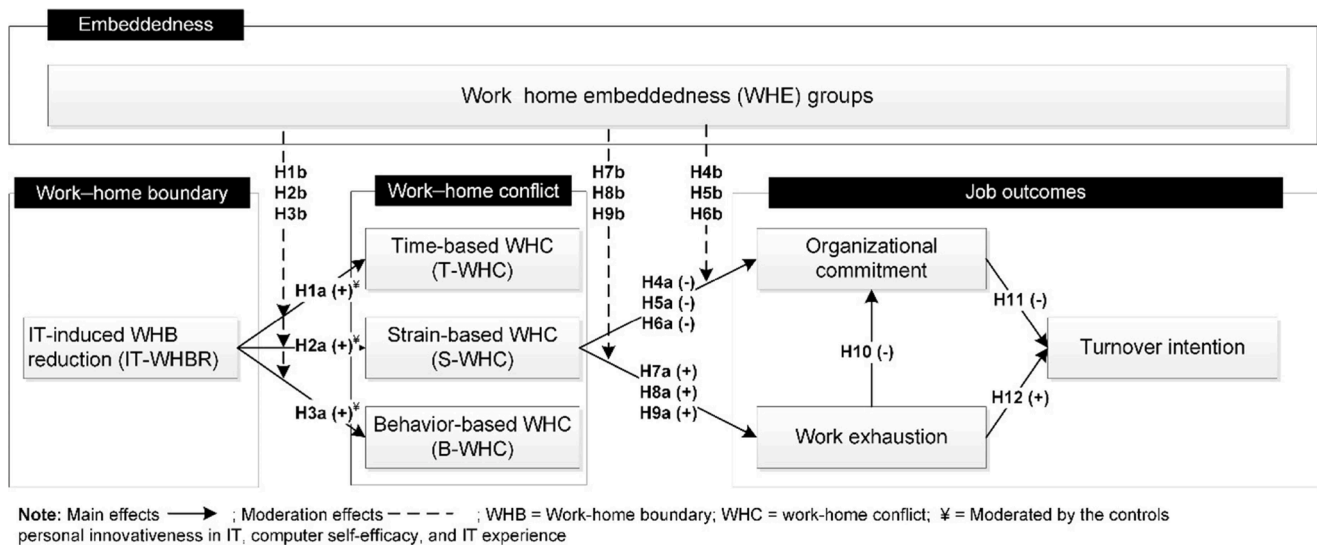 Embeddedness
Work home embeddedness (WHE) groups
H1b
H2b
H3b
H7b
H8b
H9b
H4b
H5b
H6b
Work–home boundary
Work–home conflict
Job outcomes
IT-induced WHB
reduction (IT-WHBR)
H1a (+)¥
H2a (+)¥
H3a (+)¥
Time-based WHC
(T-WHC)
Strain-based WHC
(S-WHC)
Behavior-based WHC
(B-WHC)
H4a (-)
H5a (-)
H6a (-)
H7a (+)
H8a (+)
H9a (+)
Organizational
commitment
H10 (-)
Work exhaustion
H11 (-)
H12 (+)
Turnover intention
Note: Main effects ; Moderation effects ; WHB = Work-home boundary; WHC = work-home conflict; ¥ = Moderated by the controls
personal innovativeness in IT, computer self-efficacy, and IT experience